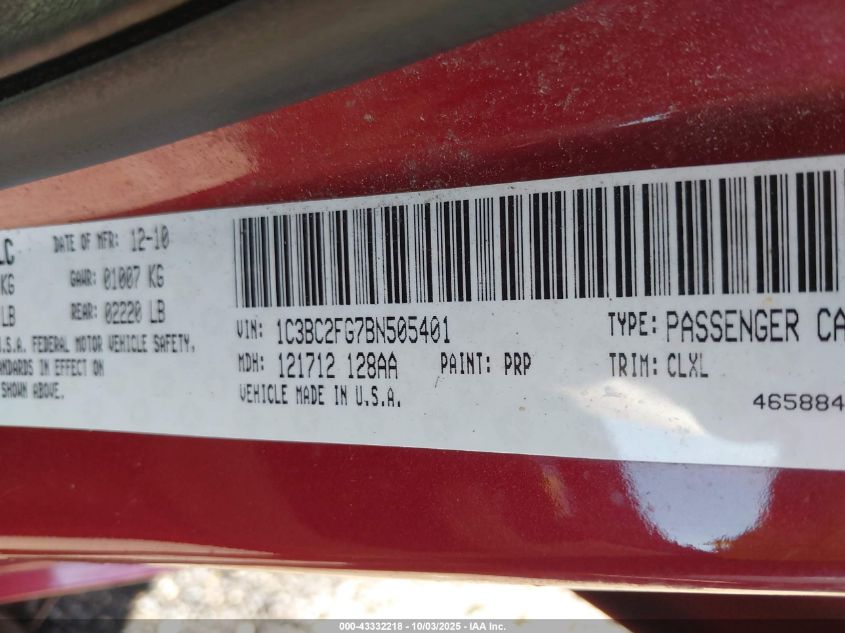 LC DATE OF MFR: 12-10
KG GAWR: 01007 KG
LB REAR: 02220 LB
U.S.A. FEDERAL MOTOR VEHICLE SAFETY,
STANDARDS IN EFFECT ON
SHOWN ABOVE.
VIN: 1C3BC2FG7BN505401 TYPE: PASSENGER CA
MDH: 121712 128AA PAINT: PRP TRIM: CLXL
VEHICLE MADE IN U.S.A.
465884
000-43332218 - 10/03/2025 - IAA Inc.